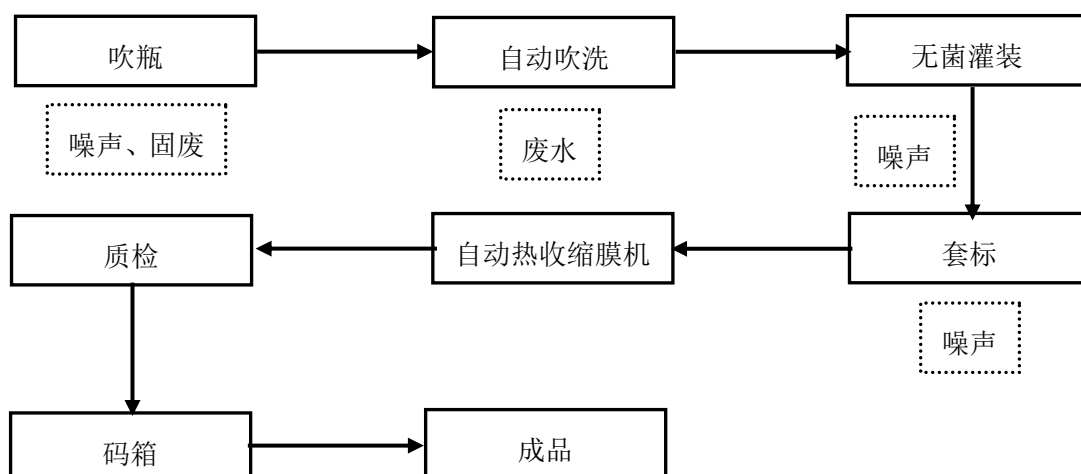 吹瓶
自动吹洗
无菌灌装
噪声、固废
废水
噪声
质检
自动热收缩膜机
套标
噪声
码箱
成品